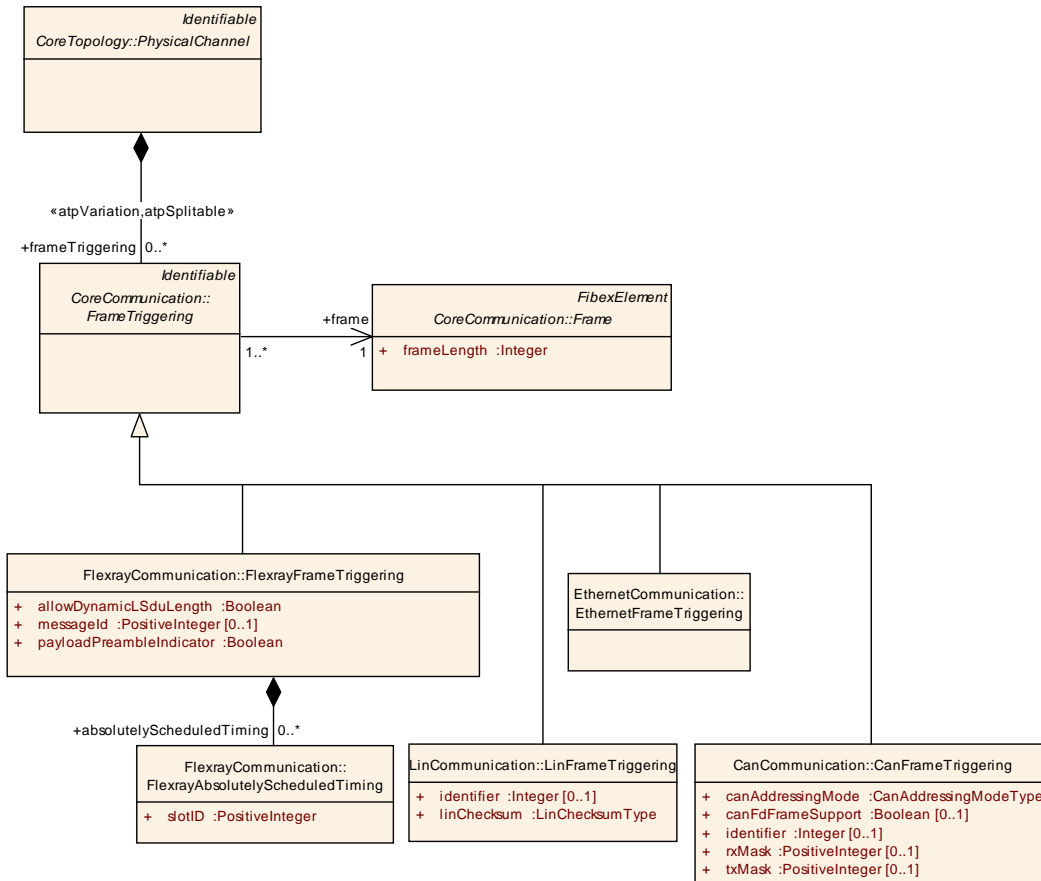 Identifiable
CoreTopology::PhysicalChannel
«atpVariation,atpSplitable»
+frameTriggering 0..*
Identifiable
CoreCommunication::
FrameTriggering
1..*
+frame
1
FibexElement
CoreCommunication::Frame
+ frameLength :Integer
FlexrayCommunication::FlexrayFrameTriggering
+ allowDynamicLSduLength :Boolean
+ messageId :PositiveInteger [0..1]
+ payloadPreambleIndicator :Boolean
EthernetCommunication::
EthernetFrameTriggering
+absolutelyScheduledTiming 0..*
FlexrayCommunication::
FlexrayAbsolutelyScheduledTiming
+ slotID :PositiveInteger
LinCommunication::LinFrameTriggering
+ identifier :Integer [0..1]
+ linChecksum :LinChecksumType
CanCommunication::CanFrameTriggering
+ canAddressingMode :CanAddressingModeType
+ canFdFrameSupport :Boolean [0..1]
+ identifier :Integer [0..1]
+ rxMask :PositiveInteger [0..1]
+ txMask :PositiveInteger [0..1]